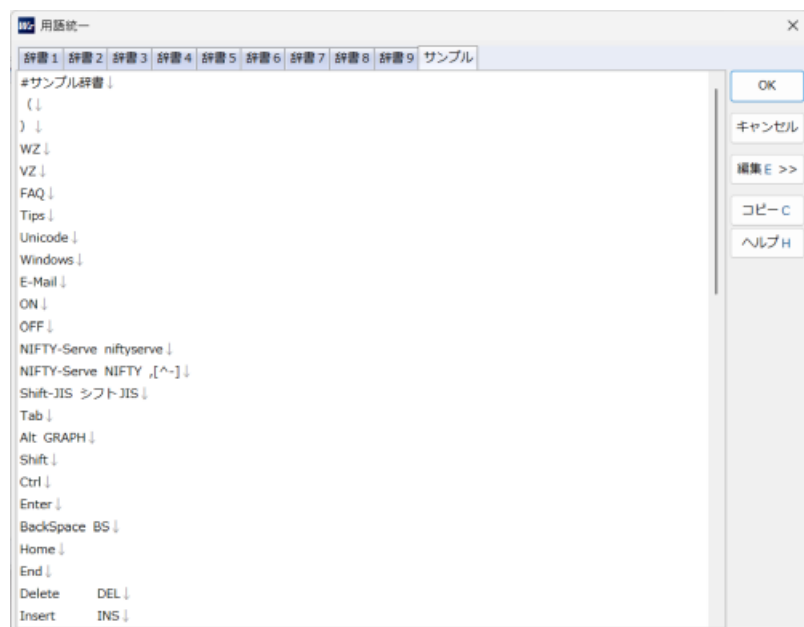 WZ 用語統一
辞書1 辞書2 辞書3 辞書4 辞書5 辞書6 辞書7 辞書8 辞書9 サンプル
#サンプル辞書↓
（↓
）↓
WZ↓
VZ↓
FAQ↓
Tips↓
Unicode↓
Windows↓
E-Mail↓
ON↓
OFF↓
NIFTY-Serve niftyserve↓
NIFTY-Serve NIFTY ,[^-]↓
Shift-JIS シフトJIS↓
Tab↓
Alt GRAPH↓
Shift↓
Ctrl↓
Enter↓
BackSpace BS↓
Home↓
End↓
Delete DEL↓
Insert INS↓
OK
キャンセル
編集E >>
コピーC
ヘルプH